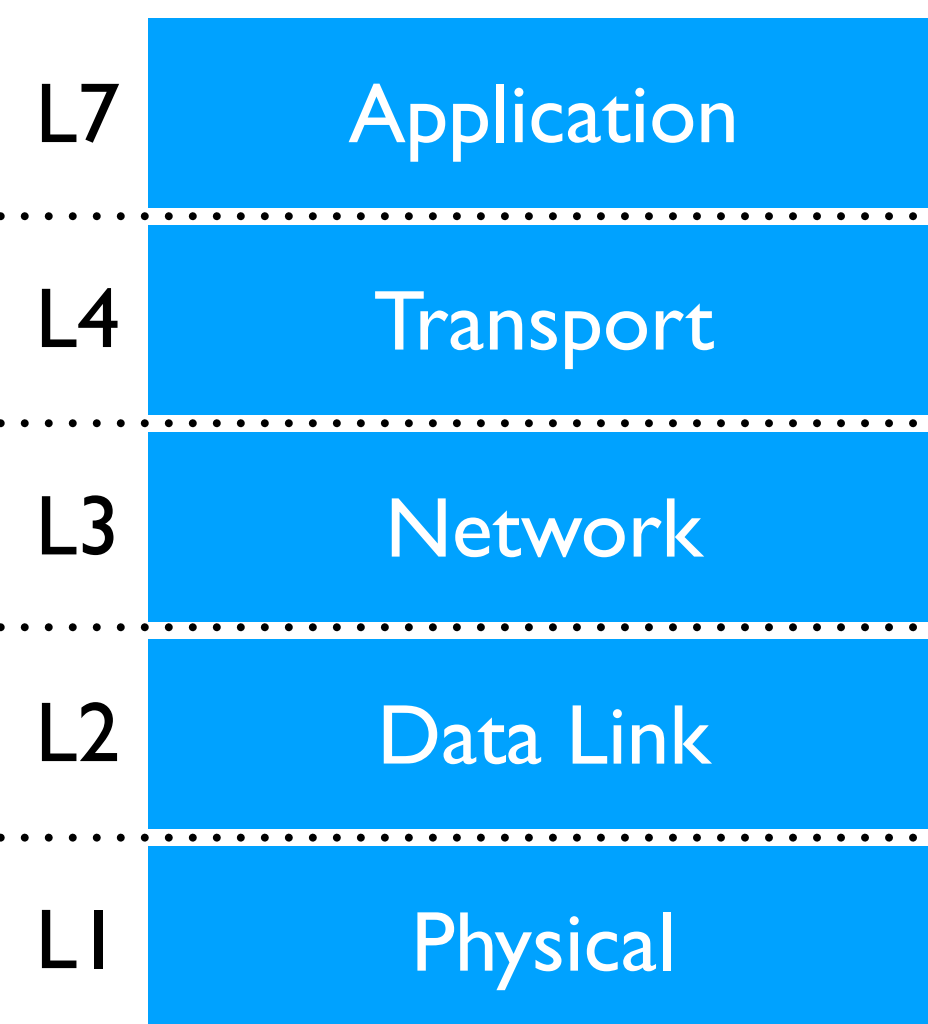 L7 Application
L4 Transport
L3 Network
L2 Data Link
L1 Physical